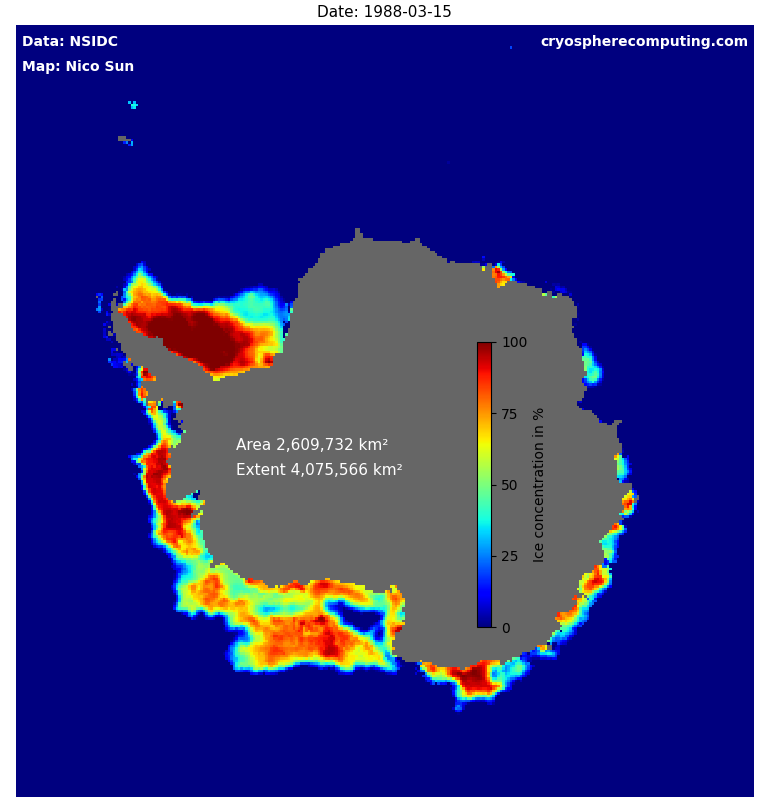 Date: 1988-03-15
Data: NSIDC
cryospherecomputing.com
Map: Nico Sun
Area 2,609,732 km²
Extent 4,075,566 km²
100
75
50
25
0
Ice concentration in %